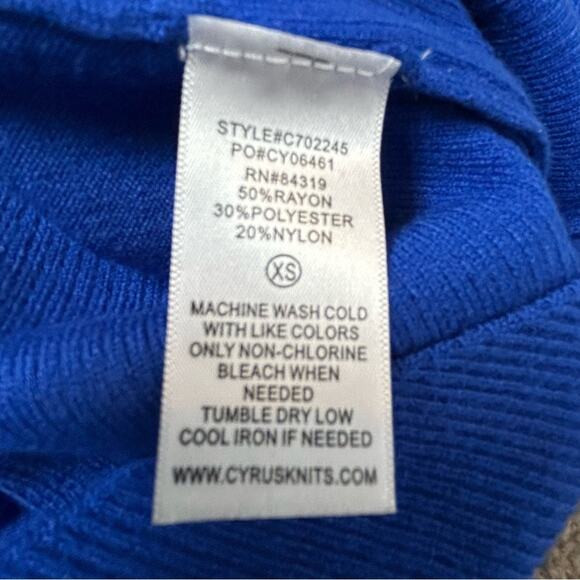 STYLE#C702245
PO#CY06461
RN#84319
50%RAYON
30%POLYESTER
20%NYLON
XS
MACHINE WASH COLD
WITH LIKE COLORS
ONLY NON-CHLORINE
BLEACH WHEN
NEEDED
TUMBLE DRY LOW
COOL IRON IF NEEDED
WWW.CYRUSKNITS.COM